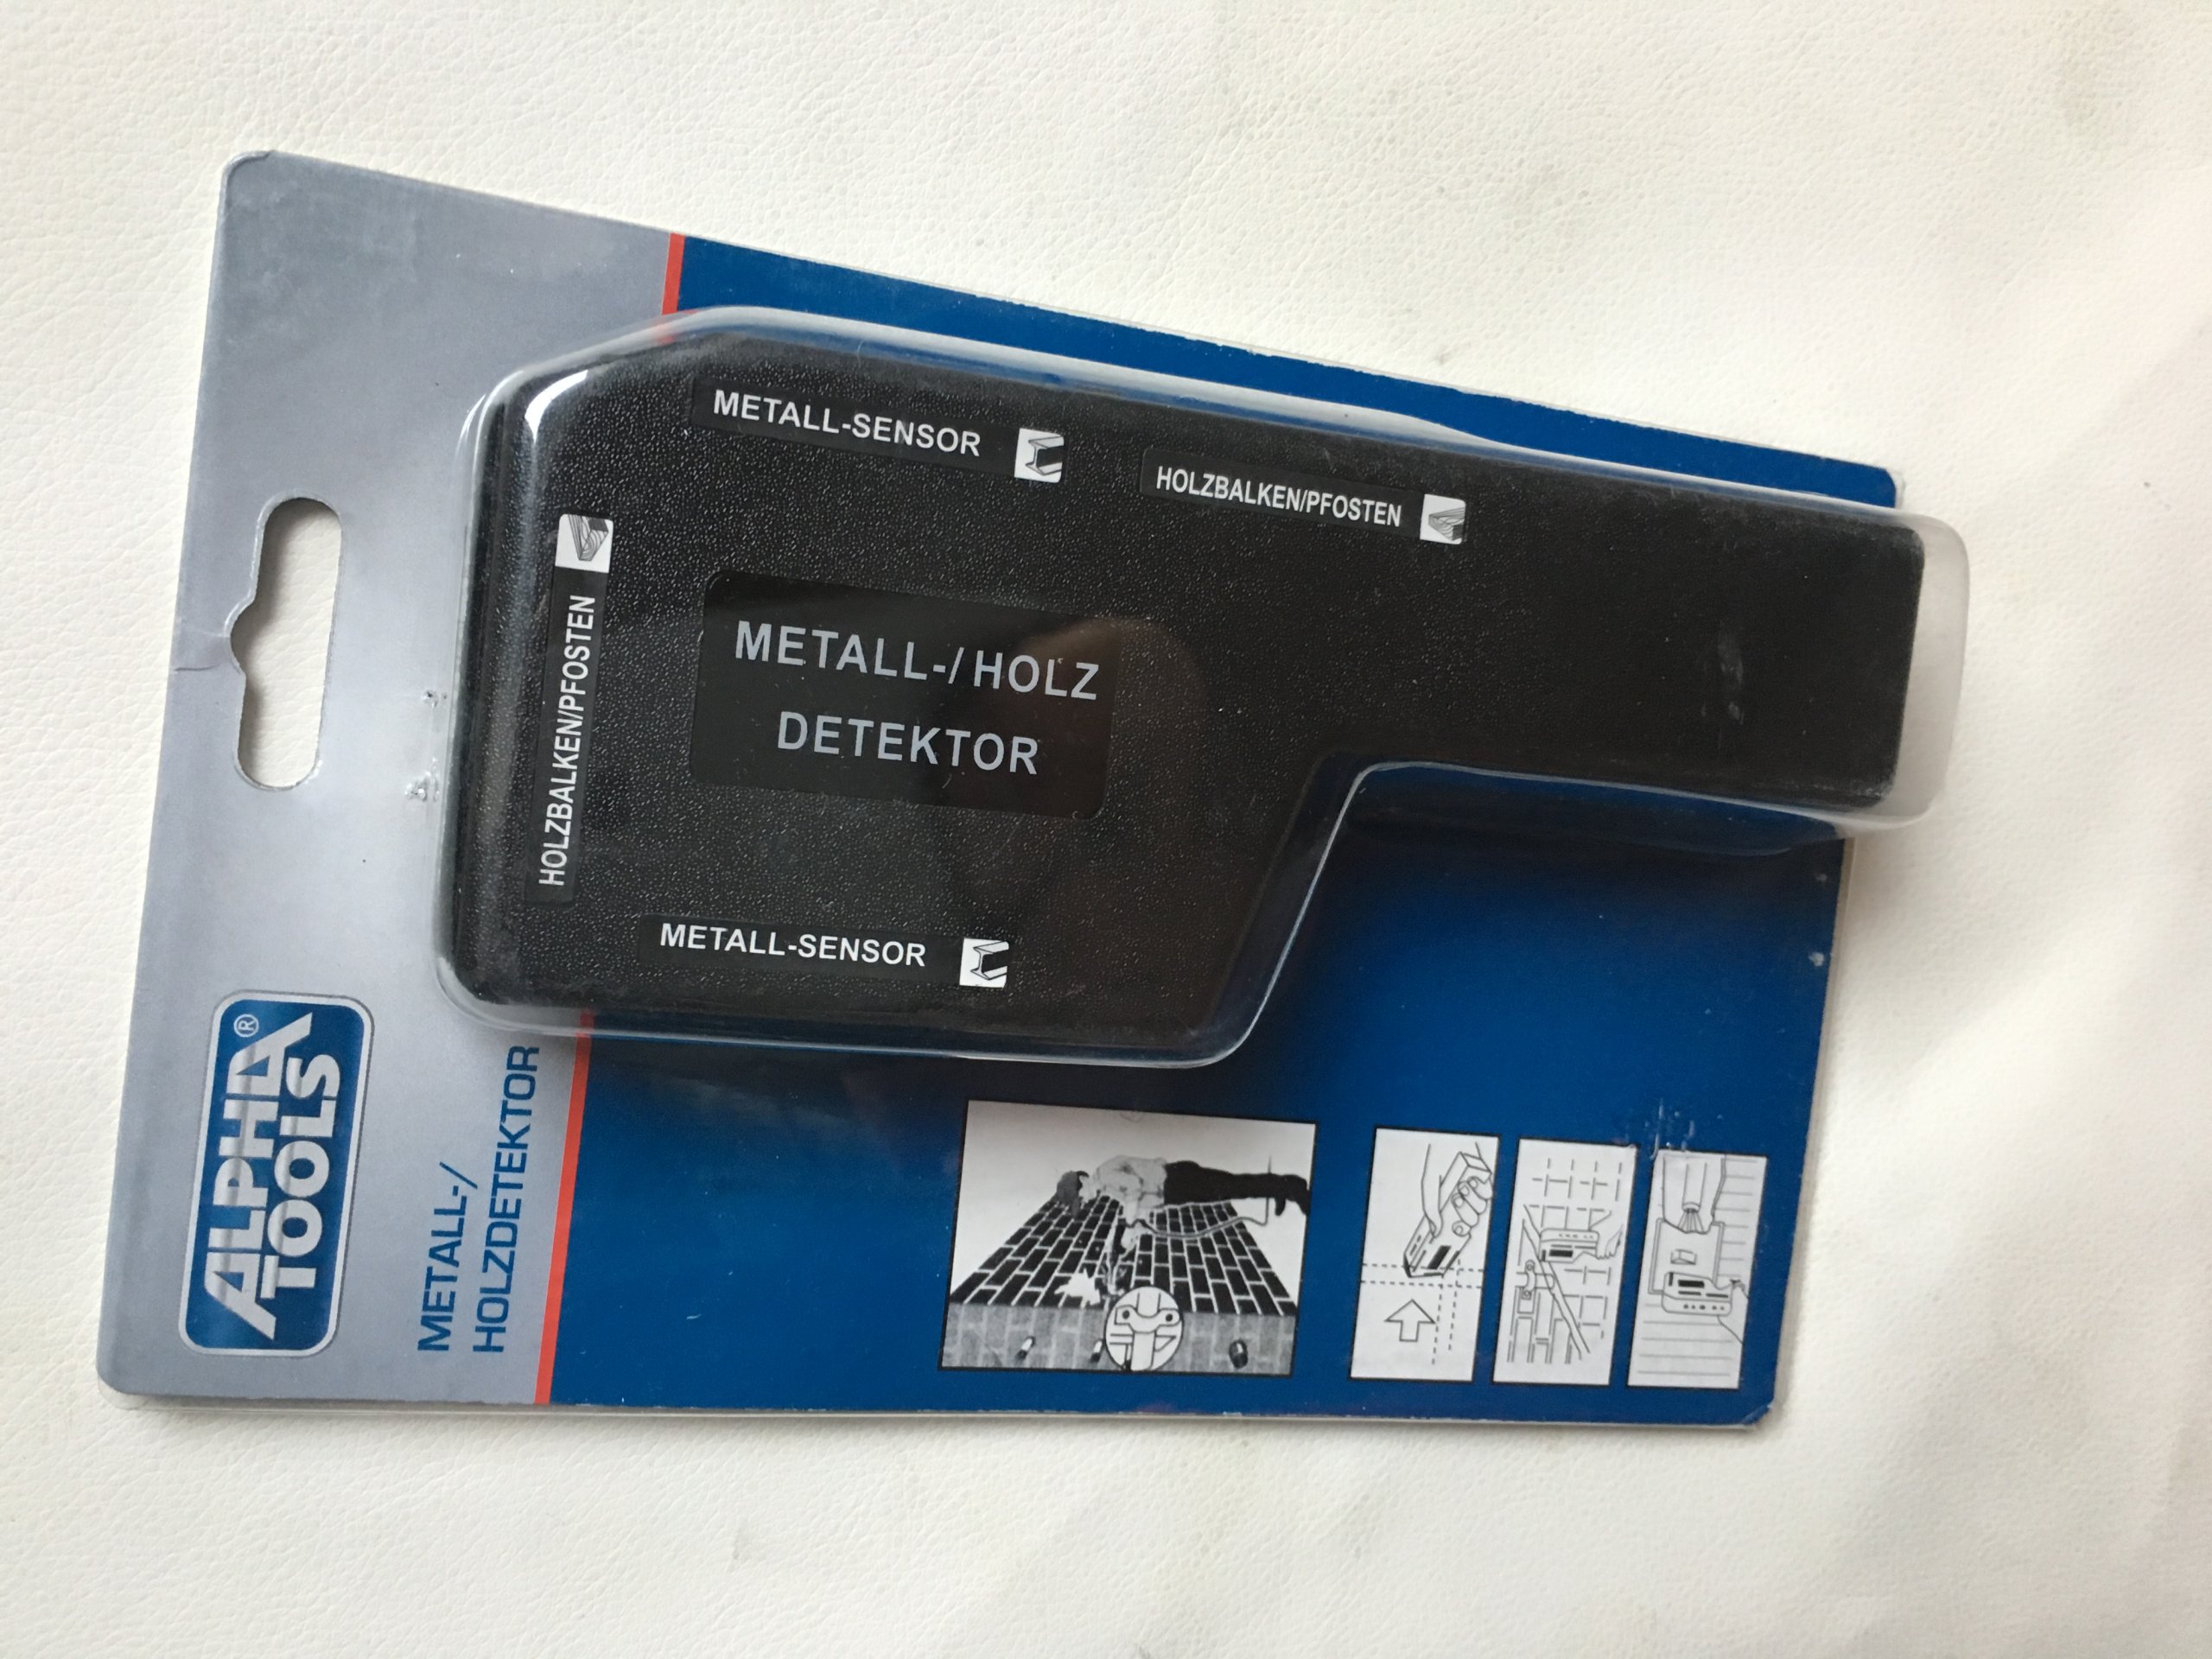 ALPHA®
TOOLS
METALL-/
HOLZDETEKTOR
METALL-SENSOR
HOLZBALKEN/PFOSTEN
HOLZBALKEN/PFOSTEN
METALL-/HOLZ
DETEKTOR
METALL-SENSOR